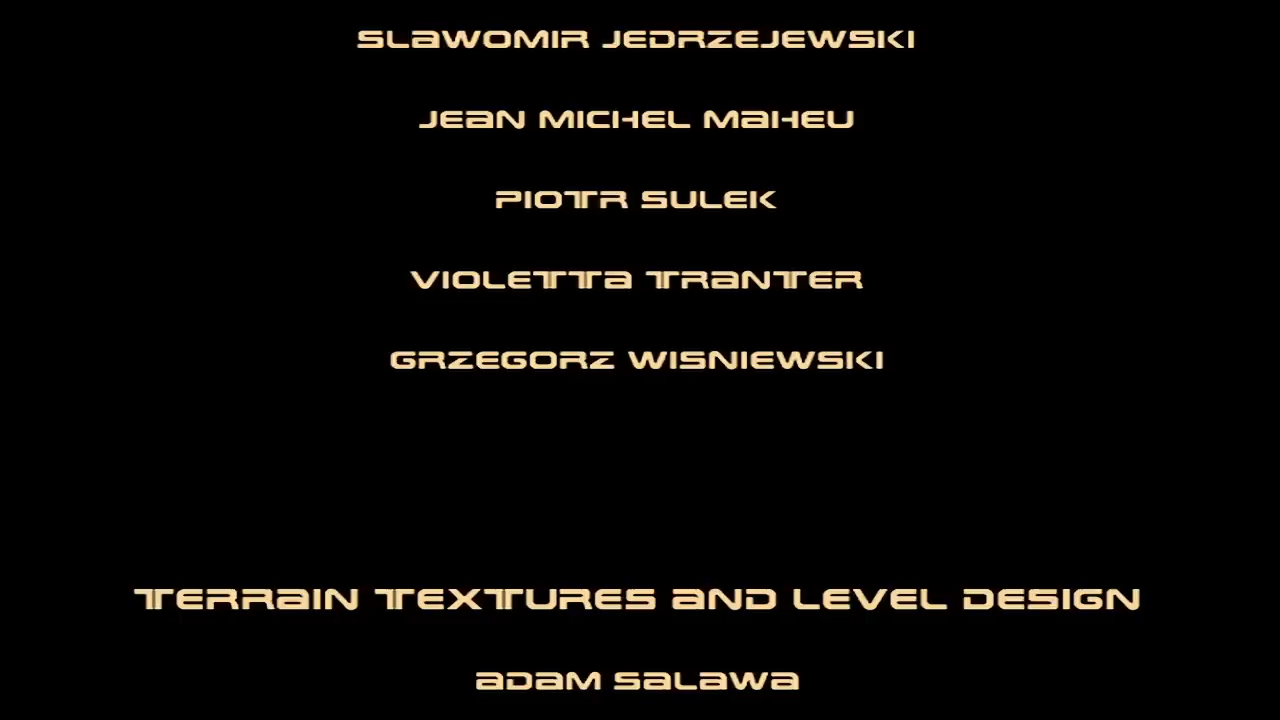 SLAWOMIR JEDRZEJEWSKI
JEAN MICHEL MAHEU
PIOTR SULEK
VIOLETTA TRANTER
GRZEGORZ WISNIEWSKI
TERRAIN TEXTURES AND LEVEL DESIGN
ADAM SALAWA